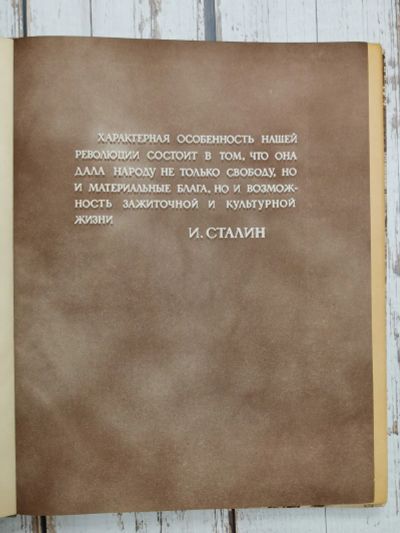 ХАРАКТЕРНАЯ ОСОБЕННОСТЬ НАШЕЙ
РЕВОЛЮЦИИ СОСТОИТ В ТОМ, ЧТО ОНА
ДАЛА НАРОДУ НЕ ТОЛЬКО СВОБОДУ, НО
И МАТЕРИАЛЬНЫЕ БЛАГА, НО И ВОЗМОЖ-
НОСТЬ ЗАЖИТОЧНОЙ И КУЛЬТУРНОЙ
ЖИЗНИ
И. СТАЛИН